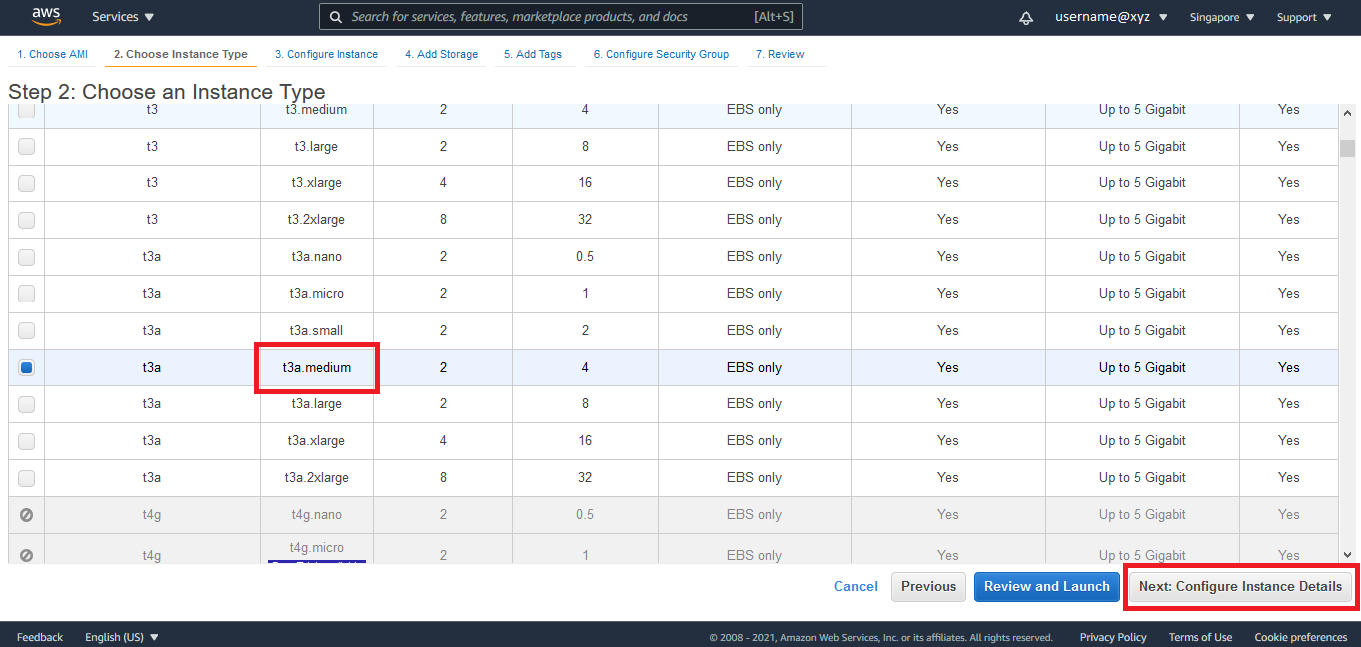 aws Services Search for services, features, marketplace products, and docs [Alt+S] username@xyz Singapore Support
1. Choose AMI 2. Choose Instance Type 3. Configure Instance 4. Add Storage 5. Add Tags 6. Configure Security Group 7. Review
Step 2: Choose an Instance Type
t3 t3.medium 2 4 EBS only Yes Up to 5 Gigabit Yes
t3 t3.large 2 8 EBS only Yes Up to 5 Gigabit Yes
t3 t3.xlarge 4 16 EBS only Yes Up to 5 Gigabit Yes
t3 t3.2xlarge 8 32 EBS only Yes Up to 5 Gigabit Yes
t3a t3a.nano 2 0.5 EBS only Yes Up to 5 Gigabit Yes
t3a t3a.micro 2 1 EBS only Yes Up to 5 Gigabit Yes
t3a t3a.small 2 2 EBS only Yes Up to 5 Gigabit Yes
t3a t3a.medium 2 4 EBS only Yes Up to 5 Gigabit Yes
t3a t3a.large 2 8 EBS only Yes Up to 5 Gigabit Yes
t3a t3a.xlarge 4 16 EBS only Yes Up to 5 Gigabit Yes
t3a t3a.2xlarge 8 32 EBS only Yes Up to 5 Gigabit Yes
t4g t4g.nano 2 0.5 EBS only Yes Up to 5 Gigabit Yes
t4g t4g.micro 2 1 EBS only Yes Up to 5 Gigabit Yes
Cancel Previous Review and Launch Next: Configure Instance Details
Feedback English (US) © 2008 - 2021, Amazon Web Services, Inc. or its affiliates. All rights reserved. Privacy Policy Terms of Use Cookie preferences